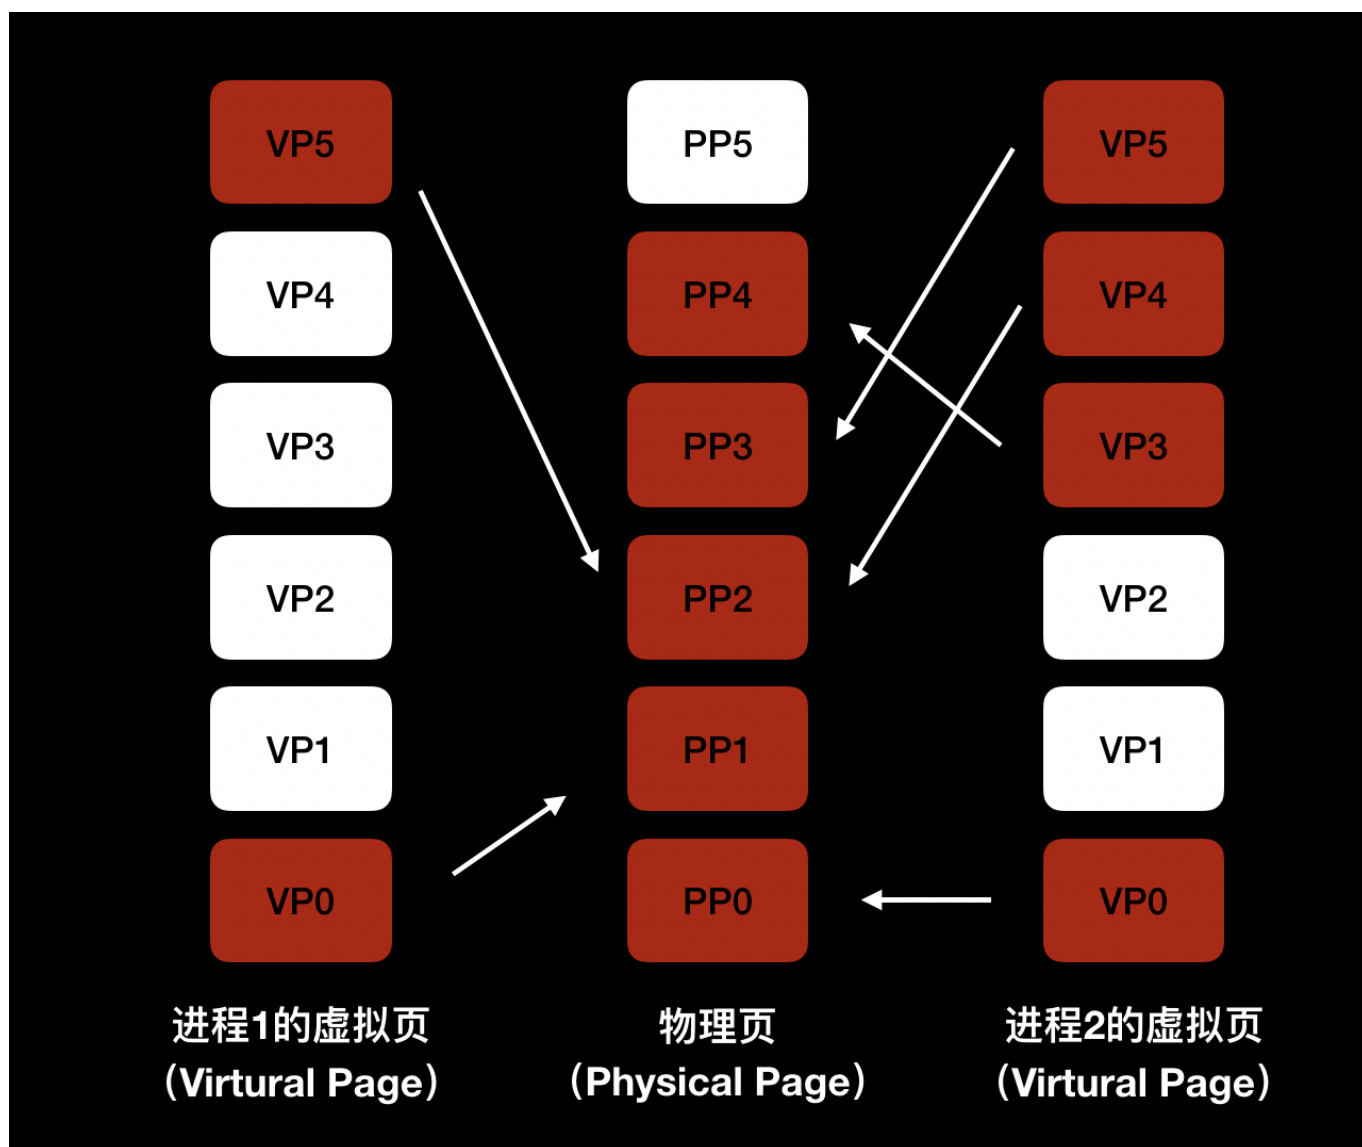 VP5
VP4
VP3
VP2
VP1
VP0
进程1的虚拟页
（Virtural Page）
PP5
PP4
PP3
PP2
PP1
PP0
物理页
（Physical Page）
VP5
VP4
VP3
VP2
VP1
VP0
进程2的虚拟页
（Virtural Page）